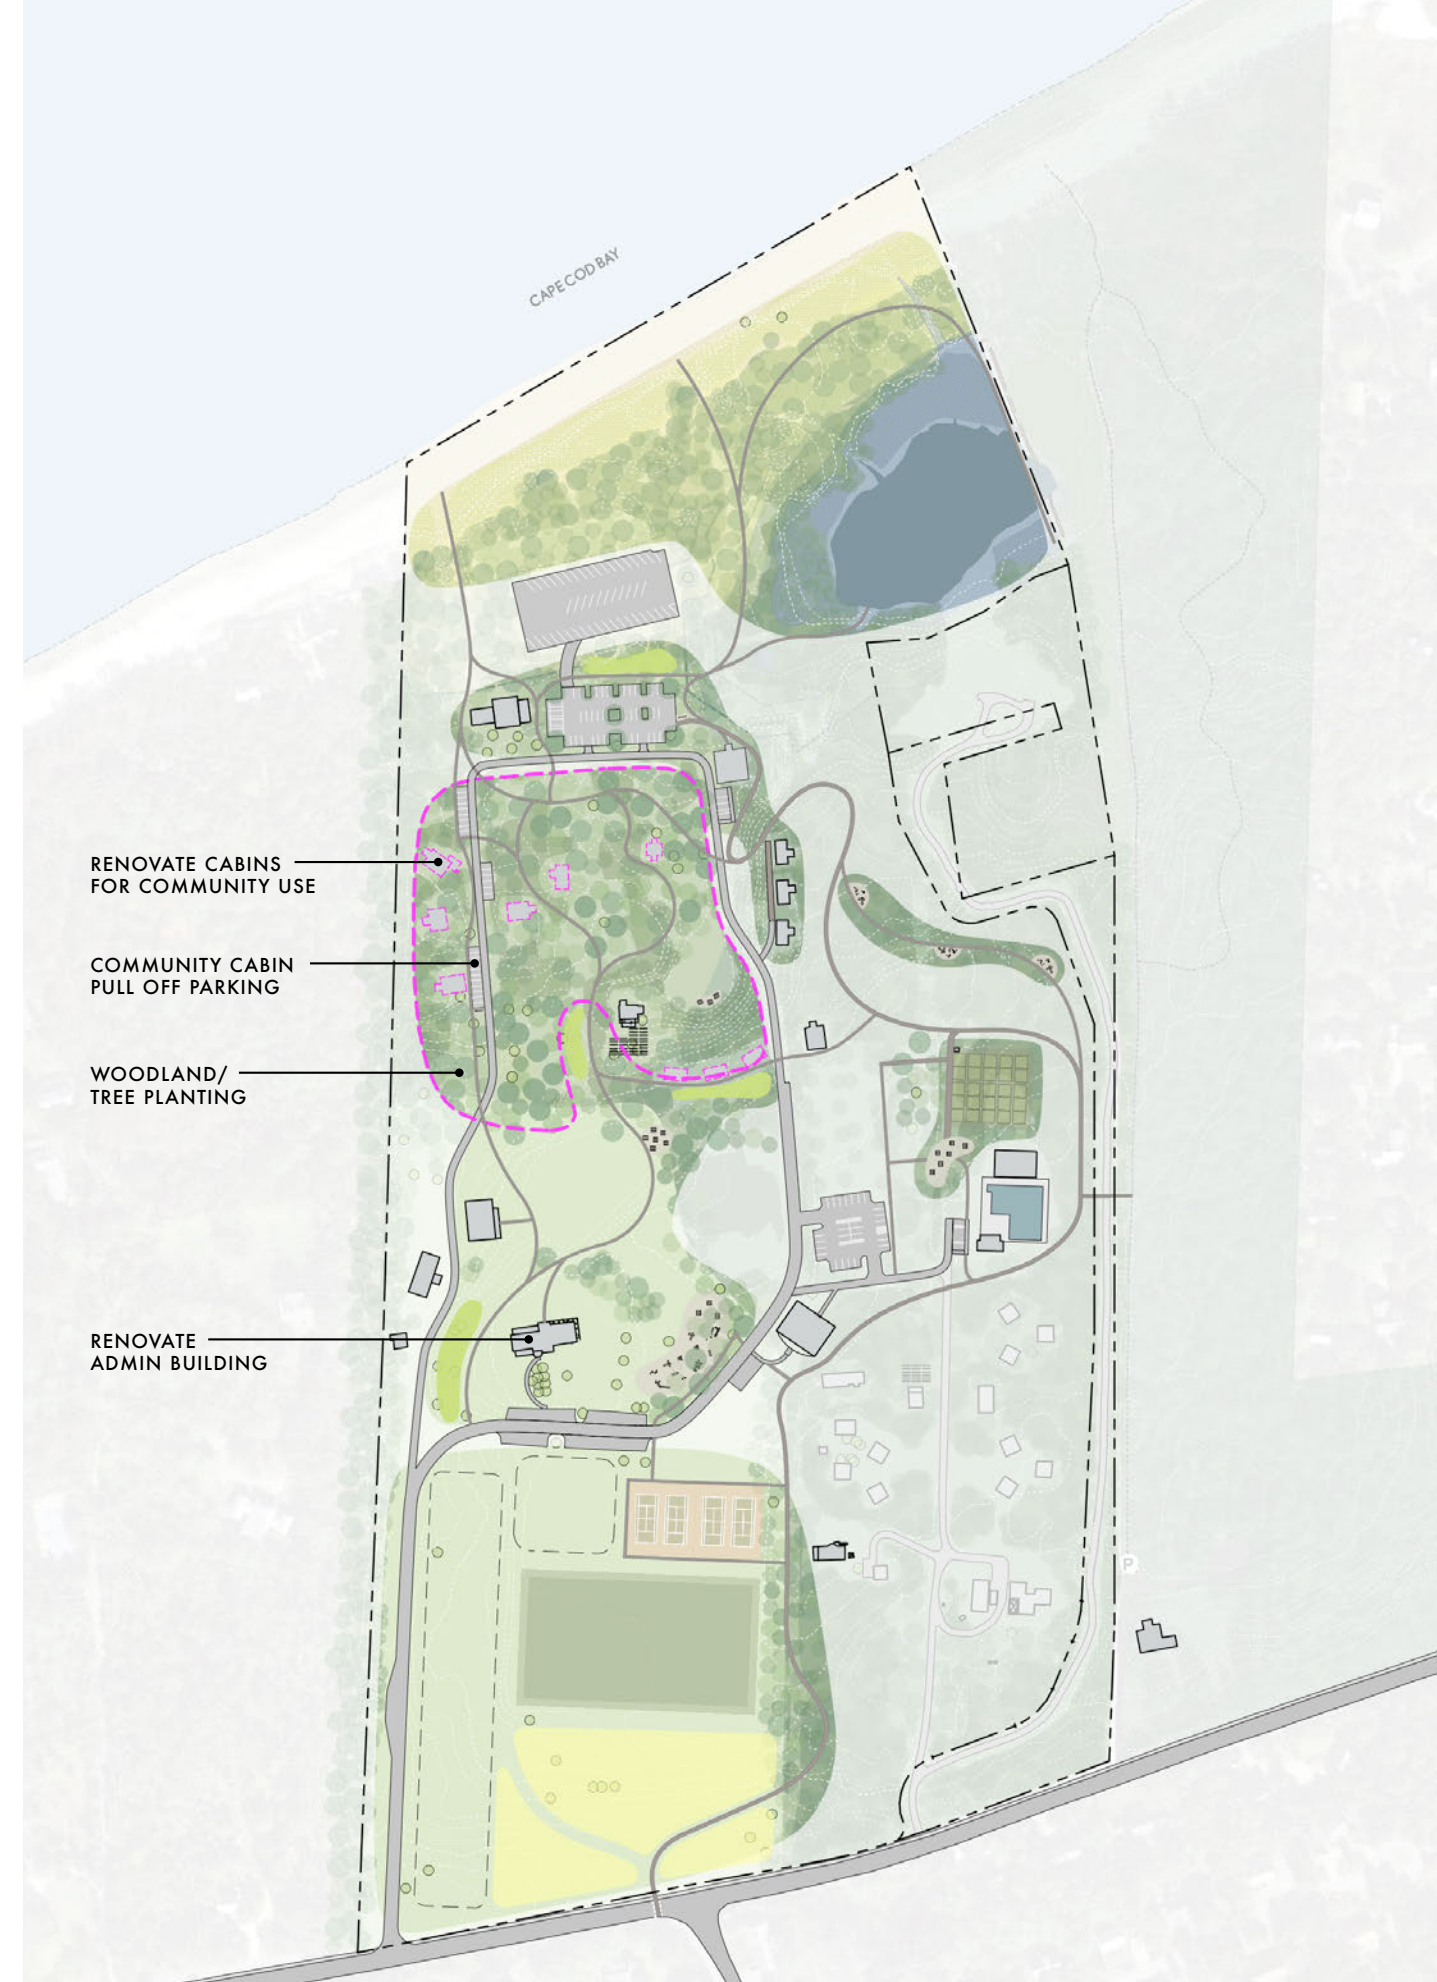 CAPE COD BAY
RENOVATE CABINS
FOR COMMUNITY USE
COMMUNITY CABIN
PULL OFF PARKING
WOODLAND/
TREE PLANTING
RENOVATE
ADMIN BUILDING
P